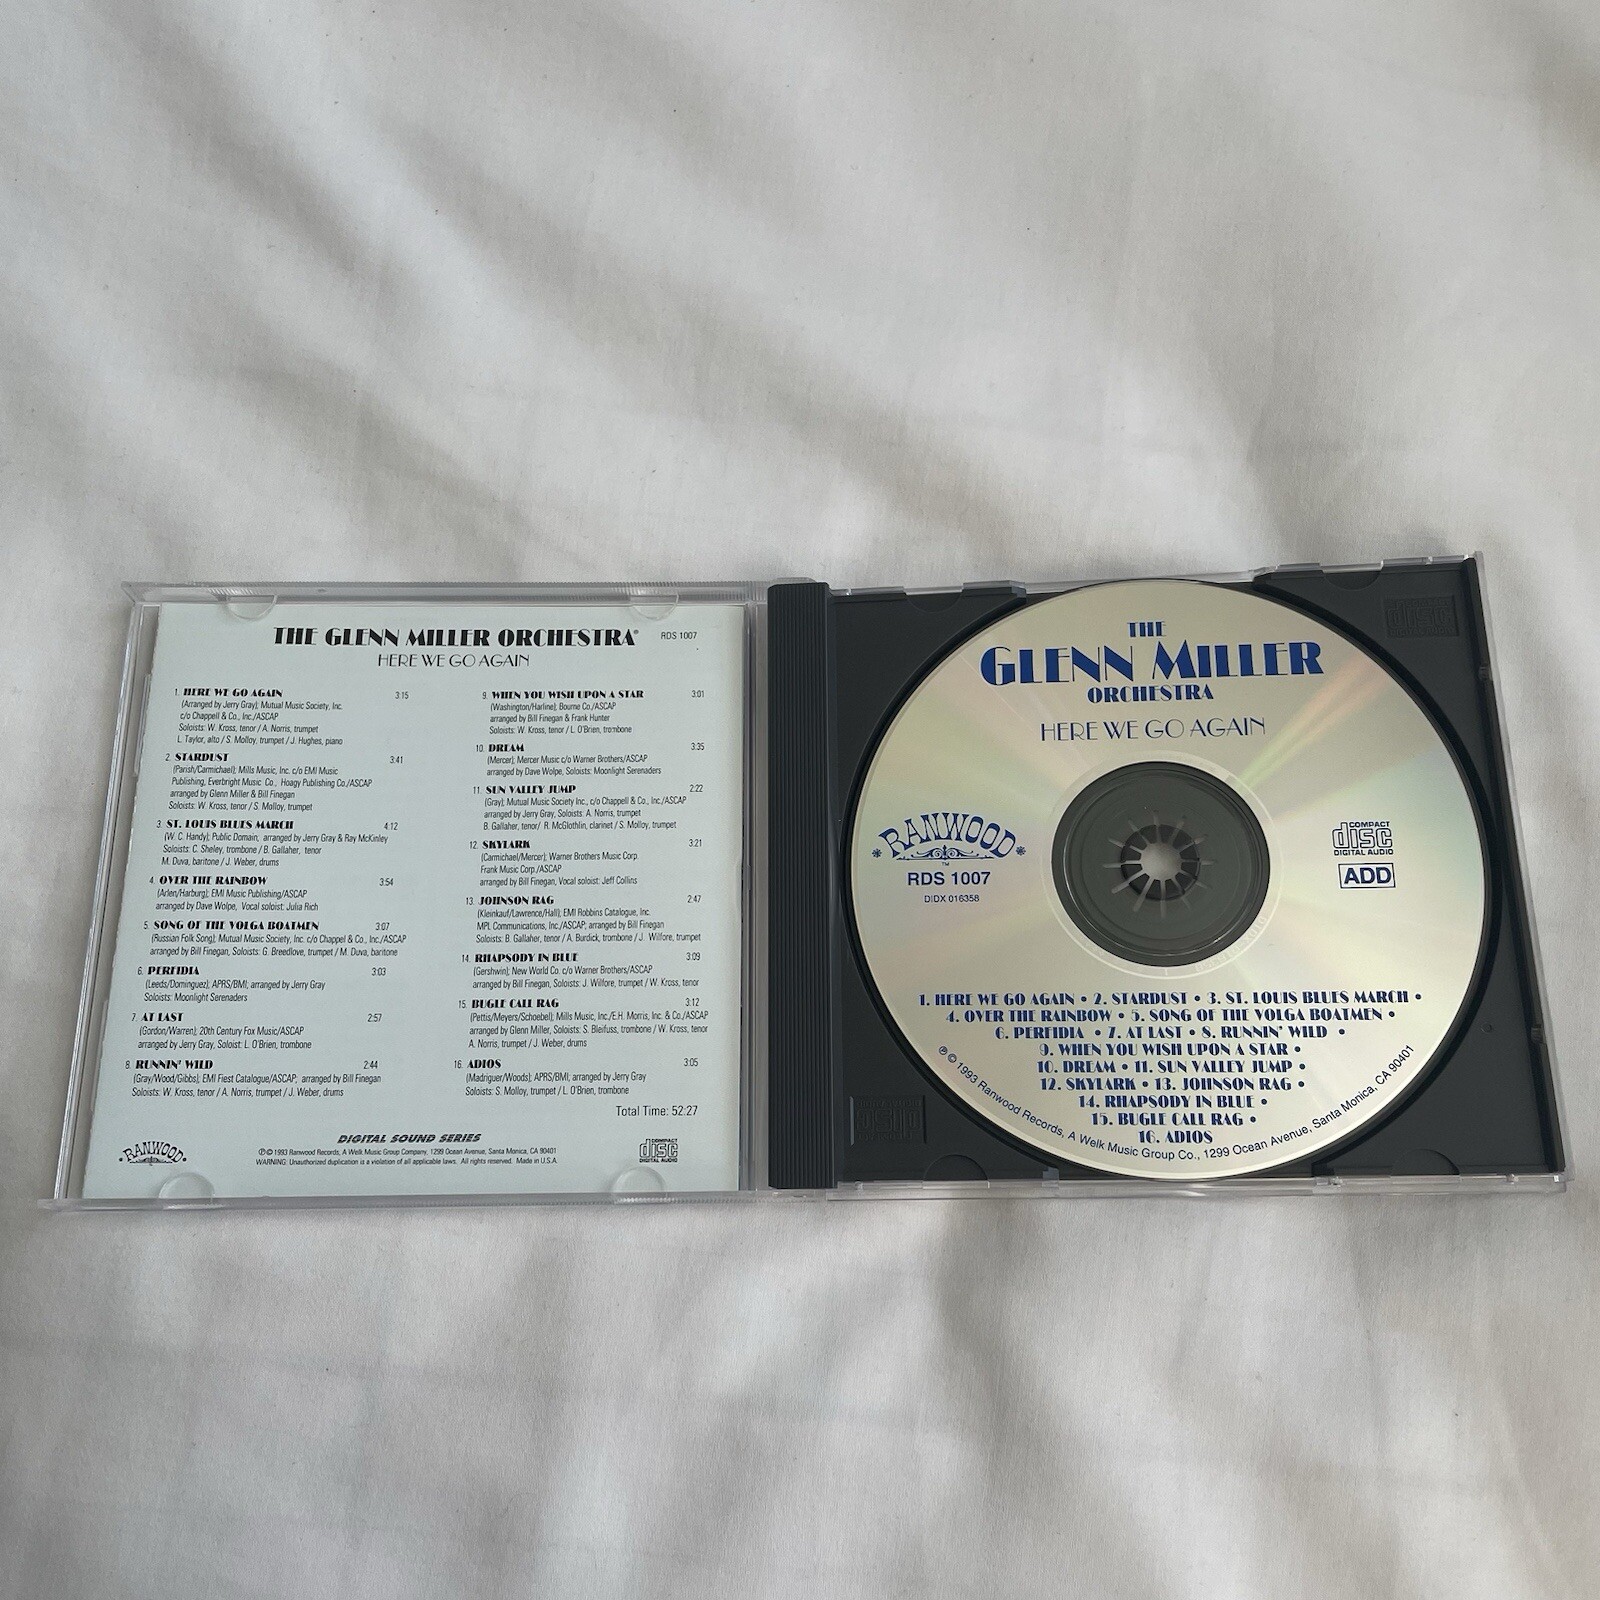 THE GLENN MILLER ORCHESTRA® RDS 1007
HERE WE GO AGAIN
1. HERE WE GO AGAIN 3:15
(Arranged by Jerry Gray); Mutual Music Society, Inc.
c/o Chappell & Co., Inc./ASCAP
Soloists: W. Kross, tenor / A. Norris, trumpet
L. Taylor, alto / S. Molloy, trumpet / J. Hughes, piano
2. STARDUST 3:41
(Parish/Carmichael); Mills Music, Inc. c/o EMI Music
Publishing, Everbright Music Co., Hoagy Publishing Co./ASCAP
arranged by Glenn Miller & Bill Finegan
Soloists: W. Kross, tenor / S. Molloy, trumpet
3. ST. LOUIS BLUES MARCH 4:12
(W. C. Handy); Public Domain, arranged by Jerry Gray & Ray McKinley
Soloists: C. Sheley, trombone / B. Gallaher, tenor
M. Duva, baritone / J. Weber, drums
4. OVER THE RAINBOW 3:54
(Arlen/Harburg); EMI Music Publishing/ASCAP
arranged by Dave Wolpe, Vocal soloist: Julia Rich
5. SONG OF THE VOLGA BOATMEN 3:07
(Russian Folk Song); Mutual Music Society, Inc. c/o Chappel & Co., Inc./ASCAP
arranged by Bill Finegan, Soloists: G. Breedlove, trumpet / M. Duva, baritone
6. PERFIDIA 3:03
(Leeds/Dominguez); APRS/BMI; arranged by Jerry Gray
Soloists: Moonlight Serenaders
7. AT LAST 2:57
(Gordon/Warren); 20th Century Fox Music/ASCAP
arranged by Jerry Gray, Soloist: L. O'Brien, trombone
8. RUNNIN' WILD 2:44
(Gray/Wood/Gibbs); EMI Fiest Catalogue/ASCAP; arranged by Bill Finegan
Soloists: W. Kross, tenor / A. Norris, trumpet / J. Weber, drums
9. WHEN YOU WISH UPON A STAR 3:01
(Washington/Harline); Bourne Co./ASCAP
arranged by Bill Finegan & Frank Hunter
Soloists: W. Kross, tenor / L. O'Brien, trombone
10. DREAM 3:35
(Mercer); Mercer Music c/o Warner Brothers/ASCAP
arranged by Dave Wolpe, Soloists: Moonlight Serenaders
11. SUN VALLEY JUMP 2:22
(Gray); Mutual Music Society Inc., c/o Chappell & Co., Inc./ASCAP
arranged by Jerry Gray, Soloists: A. Norris, trumpet
B. Gallaher, tenor/ R. McGlothlin, clarinet / S. Molloy, trumpet
12. SKYLARK 3:21
(Carmichael/Mercer); Warner Brothers Music Corp.
Frank Music Corp./ASCAP
arranged by Bill Finegan, Vocal soloist: Jeff Collins
13. JOHNSON RAG 2:47
(Kleinkauf/Lawrence/Hall); EMI Robbins Catalogue, Inc.
MPL Communications, Inc./ASCAP; arranged by Bill Finegan
Soloists: B. Gallaher, tenor / A. Burdick, trombone / J. Wilfore, trumpet
14. RHAPSODY IN BLUE 3:09
(Gershwin); New World Co. c/o Warner Brothers/ASCAP
arranged by Bill Finegan, Soloists: J. Wilfore, trumpet / W. Kross, tenor
15. BUGLE CALL RAG 3:12
(Pettis/Meyers/Schoebel); Mills Music, Inc./E.H. Morris, Inc. & Co./ASCAP
arranged by Glenn Miller, Soloists: S. Bleifuss, trombone / W. Kross, tenor
A. Norris, trumpet / J. Weber, drums
16. ADIOS 3:05
(Madriguer/Woods); APRS/BMI; arranged by Jerry Gray
Soloists: S. Molloy, trumpet / L. O'Brien, trombone
Total Time: 52:27
DIGITAL SOUND SERIES
RANWOOD
℗© 1993 Ranwood Records, A Welk Music Group Company, 1299 Ocean Avenue, Santa Monica, CA 90401
WARNING: Unauthorized duplication is a violation of all applicable laws. All rights reserved. Made in U.S.A.
COMPACT
disc
DIGITAL AUDIO
THE
GLENN MILLER
ORCHESTRA
HERE WE GO AGAIN
RANWOOD
™
RDS 1007
DIDX 016358
COMPACT
disc
DIGITAL AUDIO
ADD
1. HERE WE GO AGAIN • 2. STARDUST • 3. ST. LOUIS BLUES MARCH •
4. OVER THE RAINBOW • 5. SONG OF THE VOLGA BOATMEN •
6. PERFIDIA • 7. AT LAST • 8. RUNNIN' WILD •
9. WHEN YOU WISH UPON A STAR •
10. DREAM • 11. SUN VALLEY JUMP •
12. SKYLARK • 13. JOHNSON RAG •
14. RHAPSODY IN BLUE •
15. BUGLE CALL RAG •
16. ADIOS
℗ © 1993 Ranwood Records, A Welk Music Group Co., 1299 Ocean Avenue, Santa Monica, CA 90401